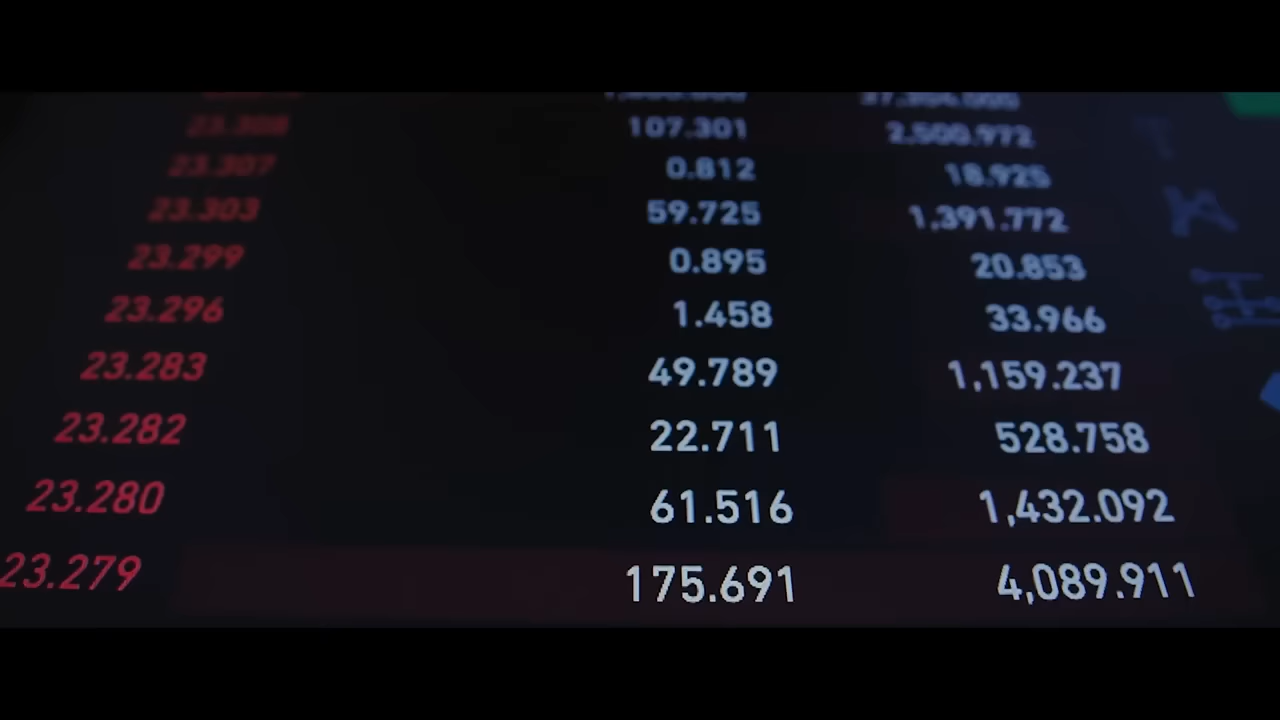 23.308 107.301 2,500.972
23.307 0.812 18.925
23.303 59.725 1,391.772
23.299 0.895 20.853
23.296 1.458 33.966
23.283 49.789 1,159.237
23.282 22.711 528.758
23.280 61.516 1,432.092
23.279 175.691 4,089.911